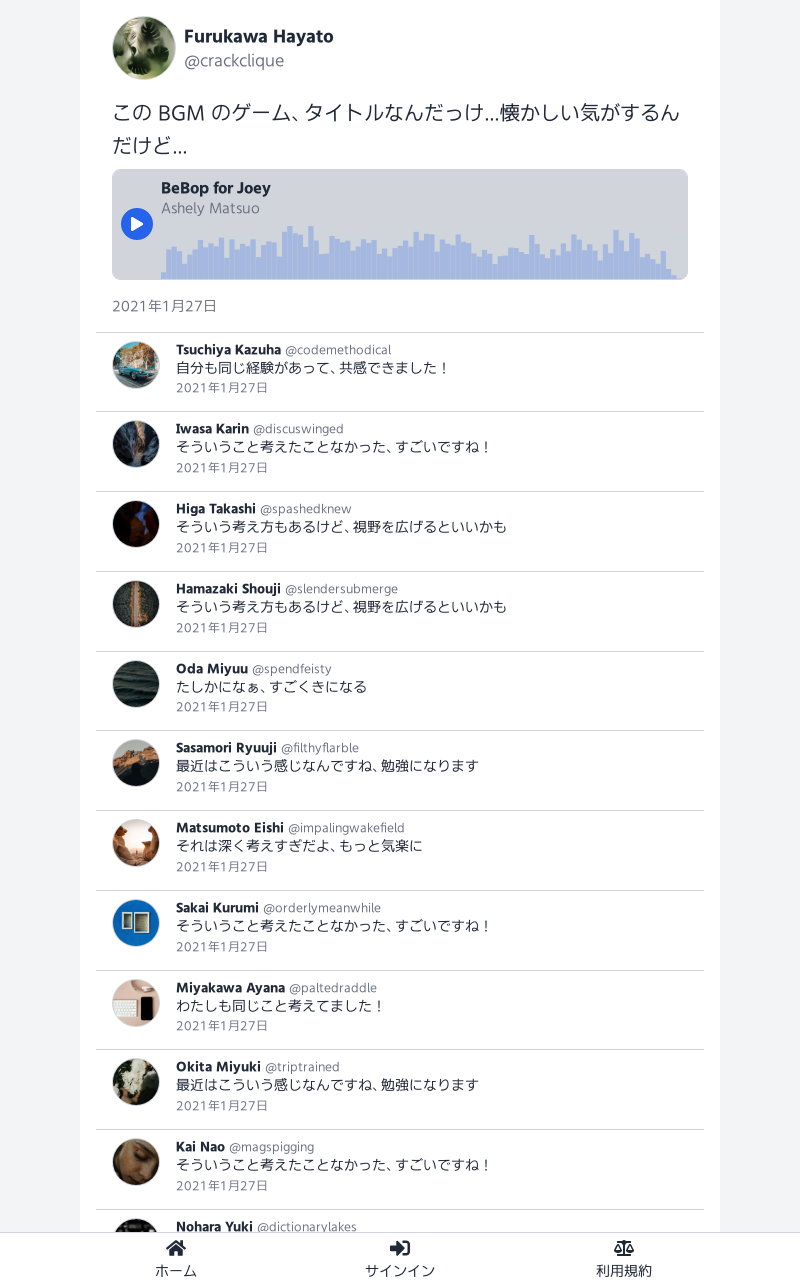 Furukawa Hayato
@crackclique
この BGM のゲーム、タイトルなんだっけ...懐かしい気がするん
だけど...
BeBop for Joey
Ashely Matsuo
2021年1月27日
Tsuchiya Kazuha @codemethodical
自分も同じ経験があって、共感できました！
2021年1月27日
Iwasa Karin @discuswinged
そういうこと考えたことなかった、すごいですね！
2021年1月27日
Higa Takashi @spashedknew
そういう考え方もあるけど、視野を広げるといいかも
2021年1月27日
Hamazaki Shouji @slendersubmerge
そういう考え方もあるけど、視野を広げるといいかも
2021年1月27日
Oda Miyuu @spendfeisty
たしかになぁ、すごくきになる
2021年1月27日
Sasamori Ryuuji @filthyflarble
最近はこういう感じなんですね、勉強になります
2021年1月27日
Matsumoto Eishi @impalingwakefield
それは深く考えすぎだよ、もっと気楽に
2021年1月27日
Sakai Kurumi @orderlymeanwhile
そういうこと考えたことなかった、すごいですね！
2021年1月27日
Miyakawa Ayana @paltedraddle
わたしも同じこと考えてました！
2021年1月27日
Okita Miyuki @triptrained
最近はこういう感じなんですね、勉強になります
2021年1月27日
Kai Nao @magspigging
そういうこと考えたことなかった、すごいですね！
2021年1月27日
Nohara Yuki @dictionarylakes
ホーム
サインイン
利用規約